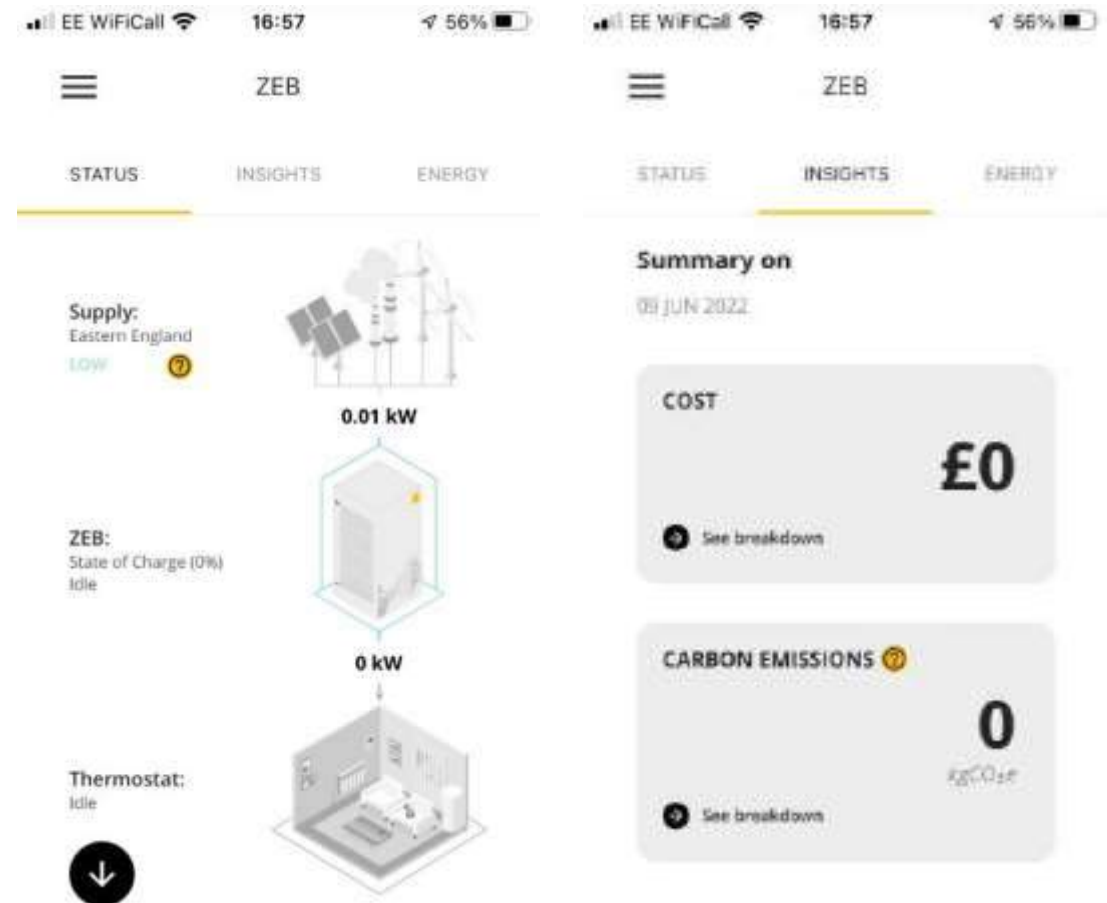 EE WiFiCall 16:57 56%
ZEB
STATUS INSIGHTS ENERGY
Supply:
Eastern England
LOW ?
0.01 kW
ZEB:
State of Charge (0%)
Idle
0 kW
Thermostat:
Idle
EE WiFiCall 16:57 56%
ZEB
STATUS INSIGHTS ENERGY
Summary on
09 JUN 2022
COST
£0
See breakdown
CARBON EMISSIONS ?
0
kgCO₂e
See breakdown